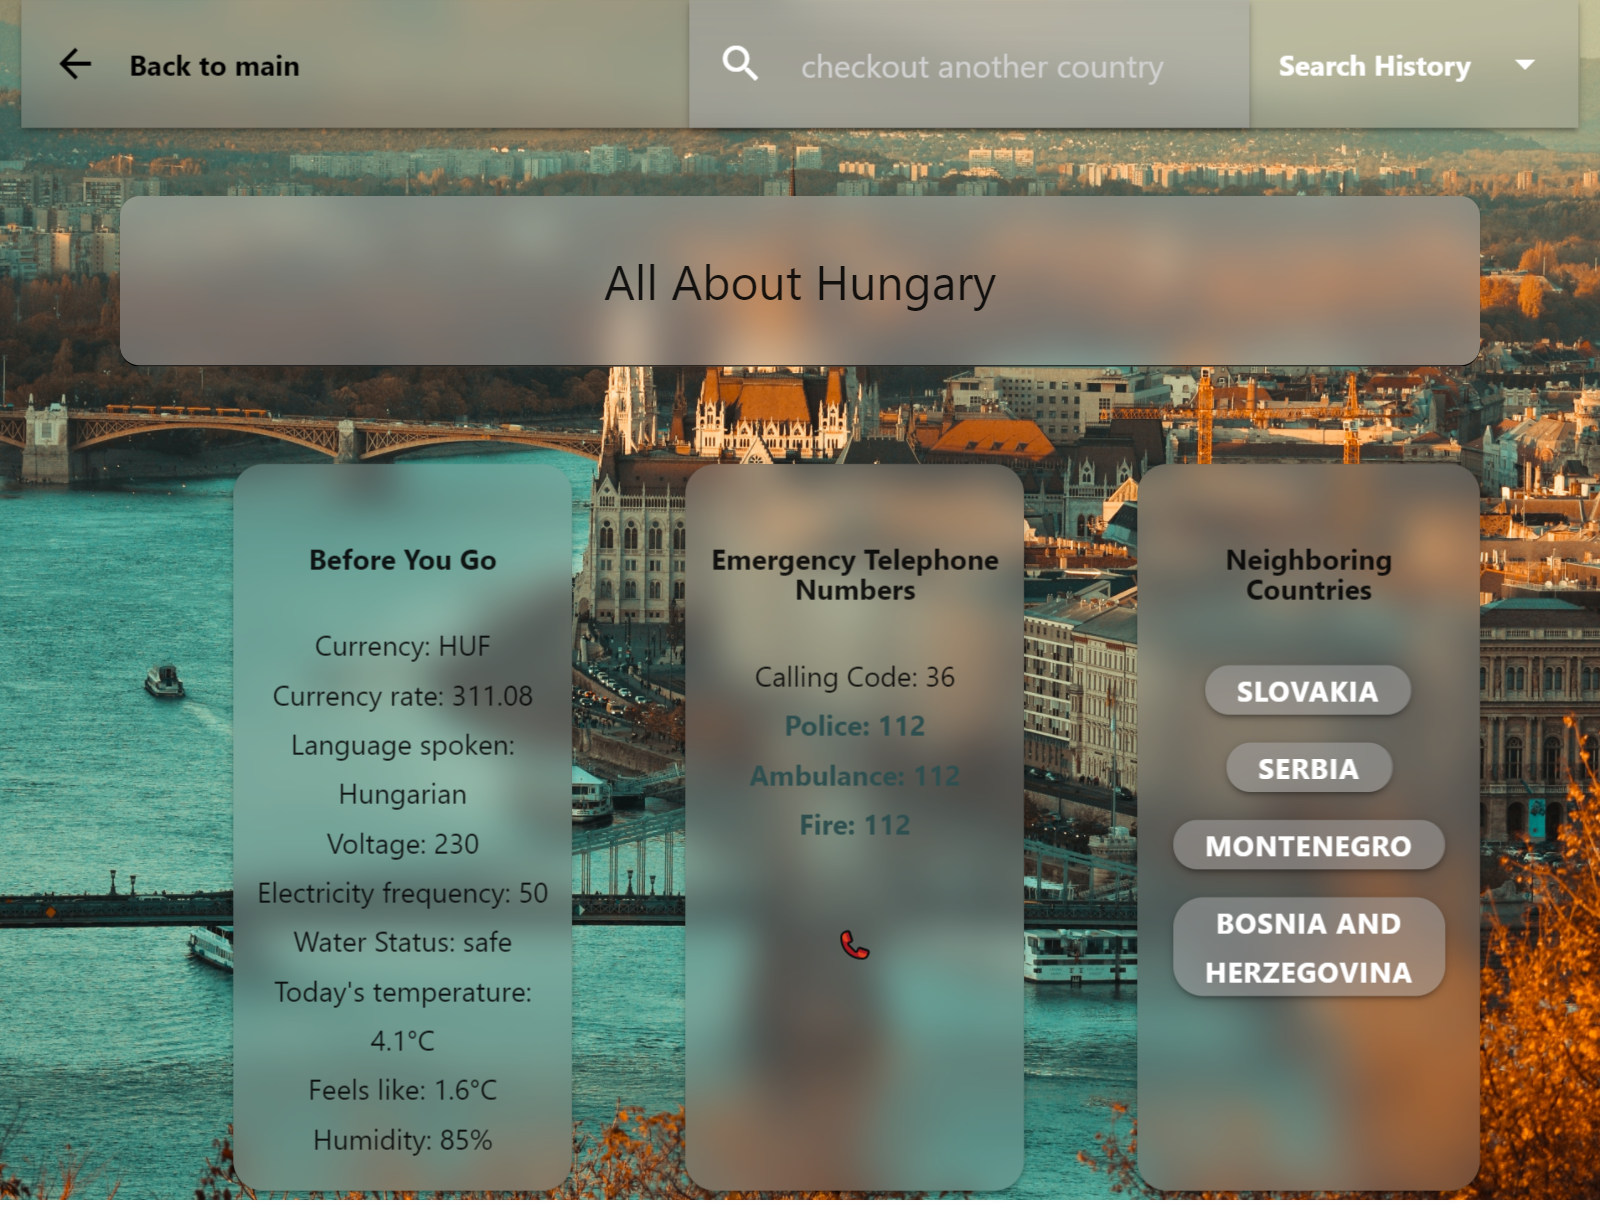 Back to main
checkout another country
Search History
All About Hungary
Before You Go
Currency: HUF
Currency rate: 311.08
Language spoken:
Hungarian
Voltage: 230
Electricity frequency: 50
Water Status: safe
Today's temperature:
4.1°C
Feels like: 1.6°C
Humidity: 85%
Emergency Telephone
Numbers
Calling Code: 36
Police: 112
Ambulance: 112
Fire: 112
Neighboring
Countries
SLOVAKIA
SERBIA
MONTENEGRO
BOSNIA AND
HERZEGOVINA